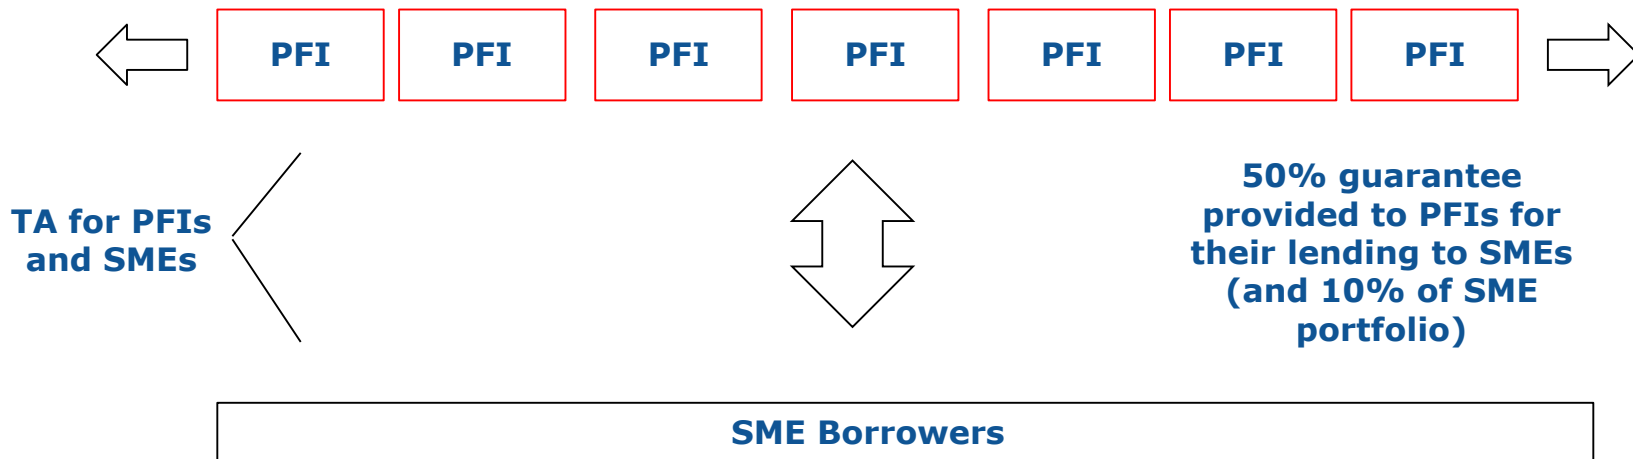 PFI PFI PFI PFI PFI PFI PFI
TA for PFIs
and SMEs
50% guarantee
provided to PFIs for
their lending to SMEs
(and 10% of SME
portfolio)
SME Borrowers